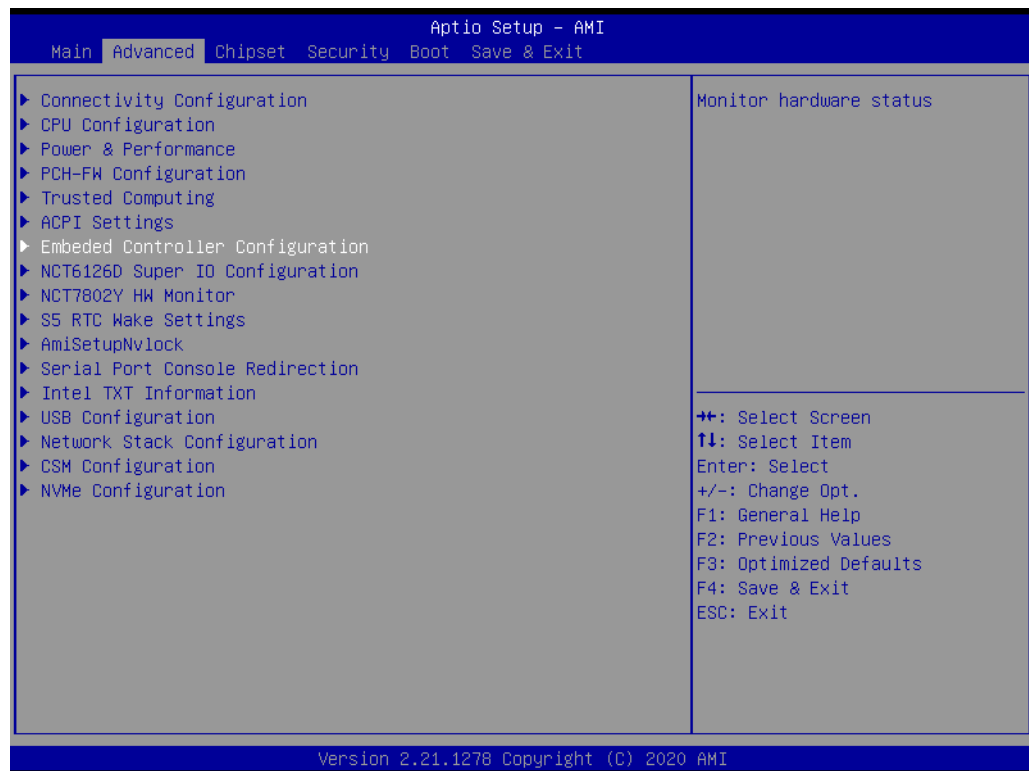 Aptio Setup – AMI
Main Advanced Chipset Security Boot Save & Exit
▶ Connectivity Configuration
▶ CPU Configuration
▶ Power & Performance
▶ PCH-FW Configuration
▶ Trusted Computing
▶ ACPI Settings
▶ Embeded Controller Configuration
▶ NCT6126D Super IO Configuration
▶ NCT7802Y HW Monitor
▶ S5 RTC Wake Settings
▶ AmiSetupNvlock
▶ Serial Port Console Redirection
▶ Intel TXT Information
▶ USB Configuration
▶ Network Stack Configuration
▶ CSM Configuration
▶ NVMe Configuration
Monitor hardware status
→←: Select Screen
↑↓: Select Item
Enter: Select
+/-: Change Opt.
F1: General Help
F2: Previous Values
F3: Optimized Defaults
F4: Save & Exit
ESC: Exit
Version 2.21.1278 Copyright (C) 2020 AMI